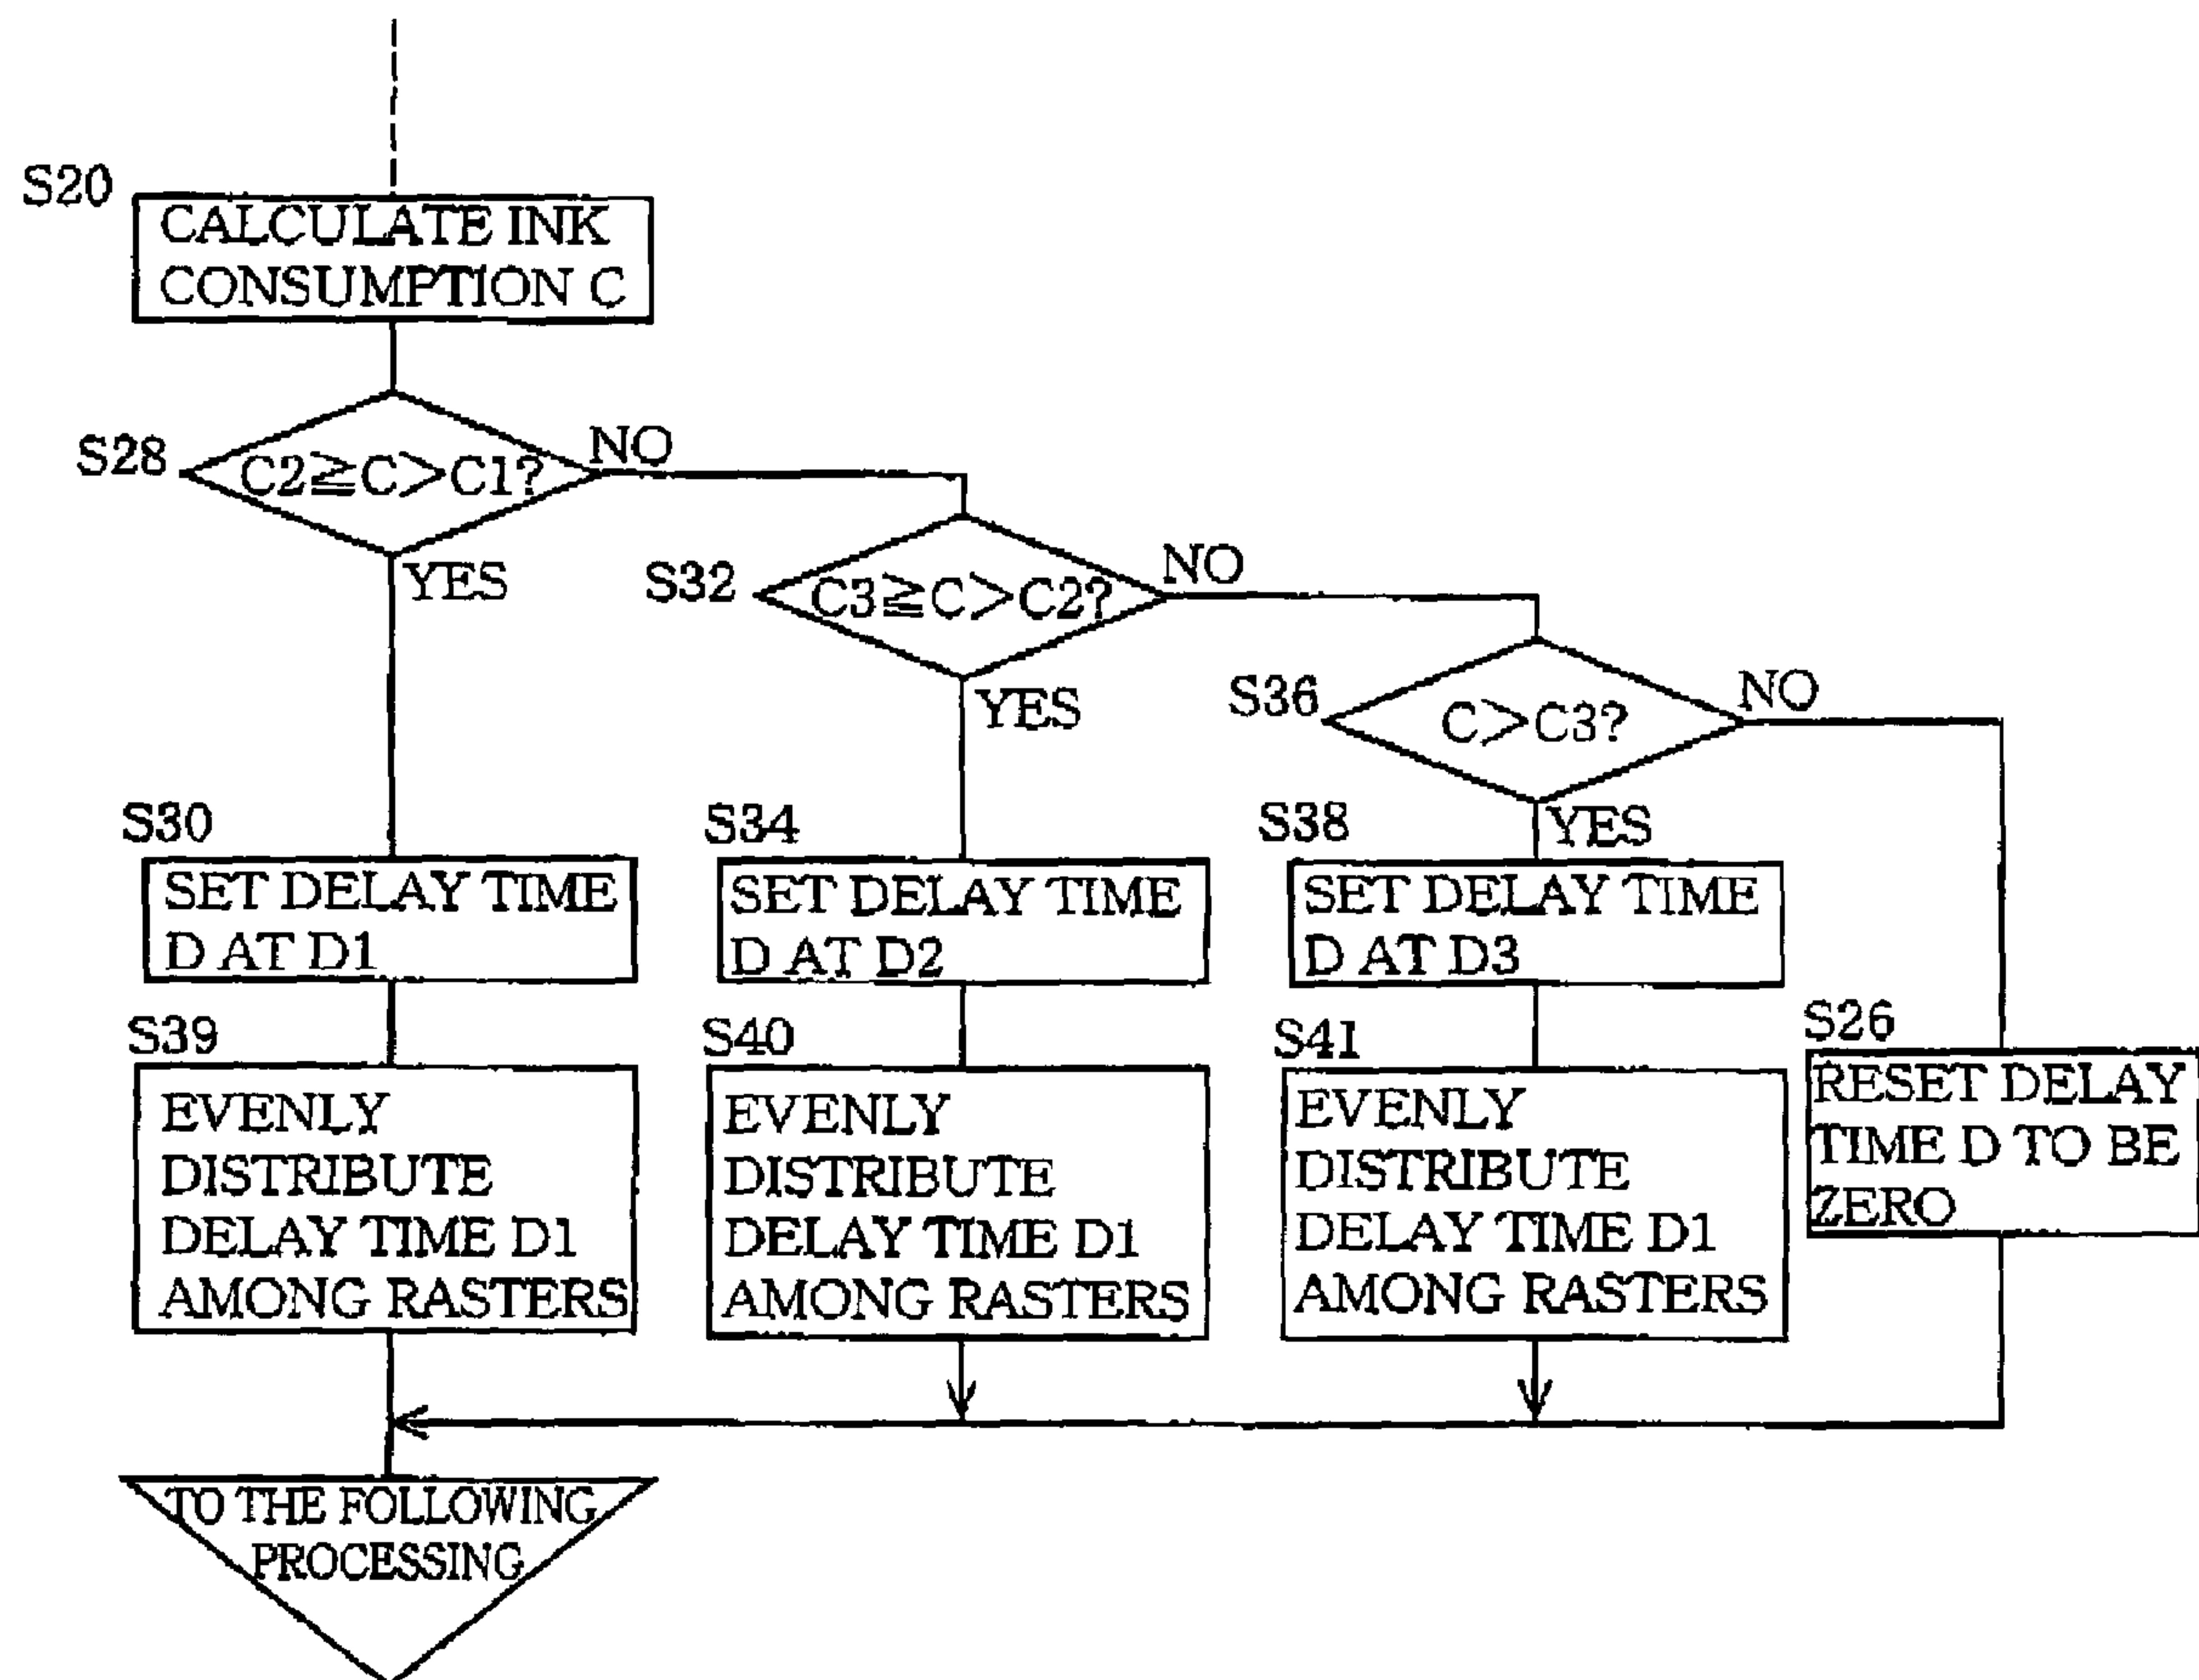 S20
CALCULATE INK
CONSUMPTION C
S28
C2≧C>C1?
NO
YES
S32
C3≧C>C2?
NO
YES
S36
C>C3?
NO
YES
S30
SET DELAY TIME
D AT D1
S34
SET DELAY TIME
D AT D2
S38
SET DELAY TIME
D AT D3
S39
EVENLY
DISTRIBUTE
DELAY TIME D1
AMONG RASTERS
S40
EVENLY
DISTRIBUTE
DELAY TIME D1
AMONG RASTERS
S41
EVENLY
DISTRIBUTE
DELAY TIME D1
AMONG RASTERS
S26
RESET DELAY
TIME D TO BE
ZERO
TO THE FOLLOWING
PROCESSING